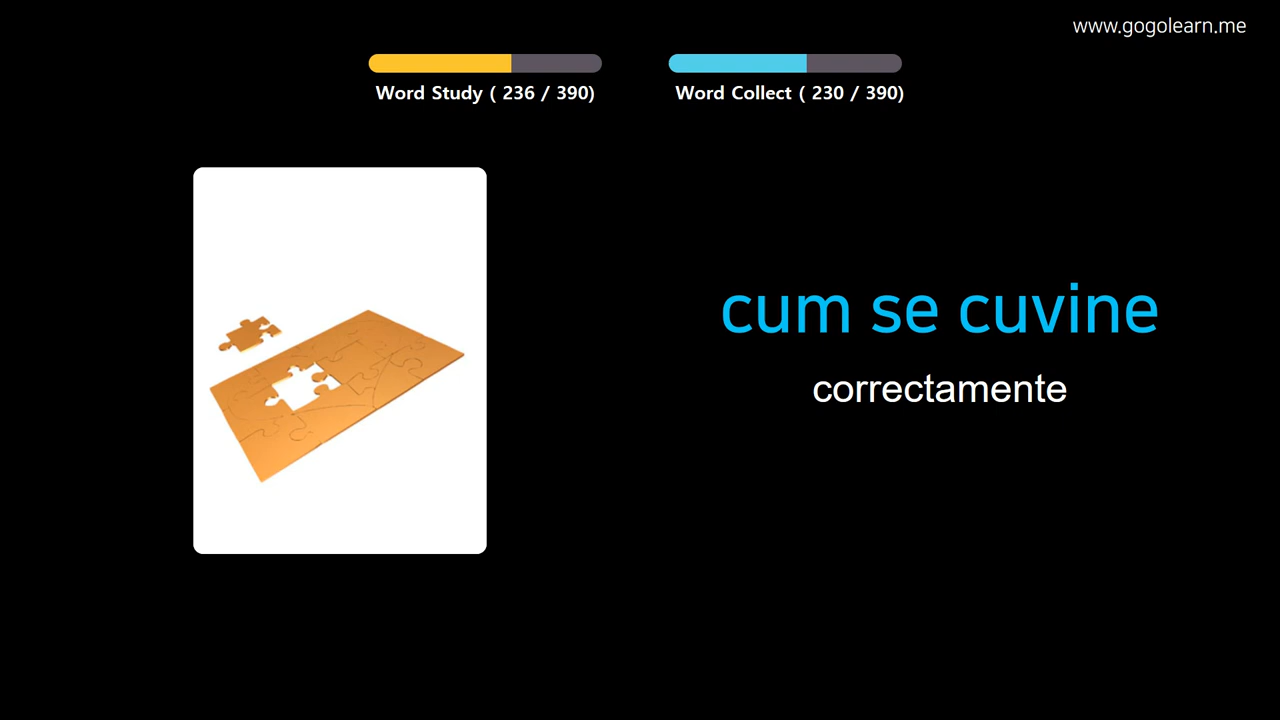 www.gogolearn.me
Word Study ( 236 / 390)
Word Collect ( 230 / 390)
cum se cuvine
correctamente